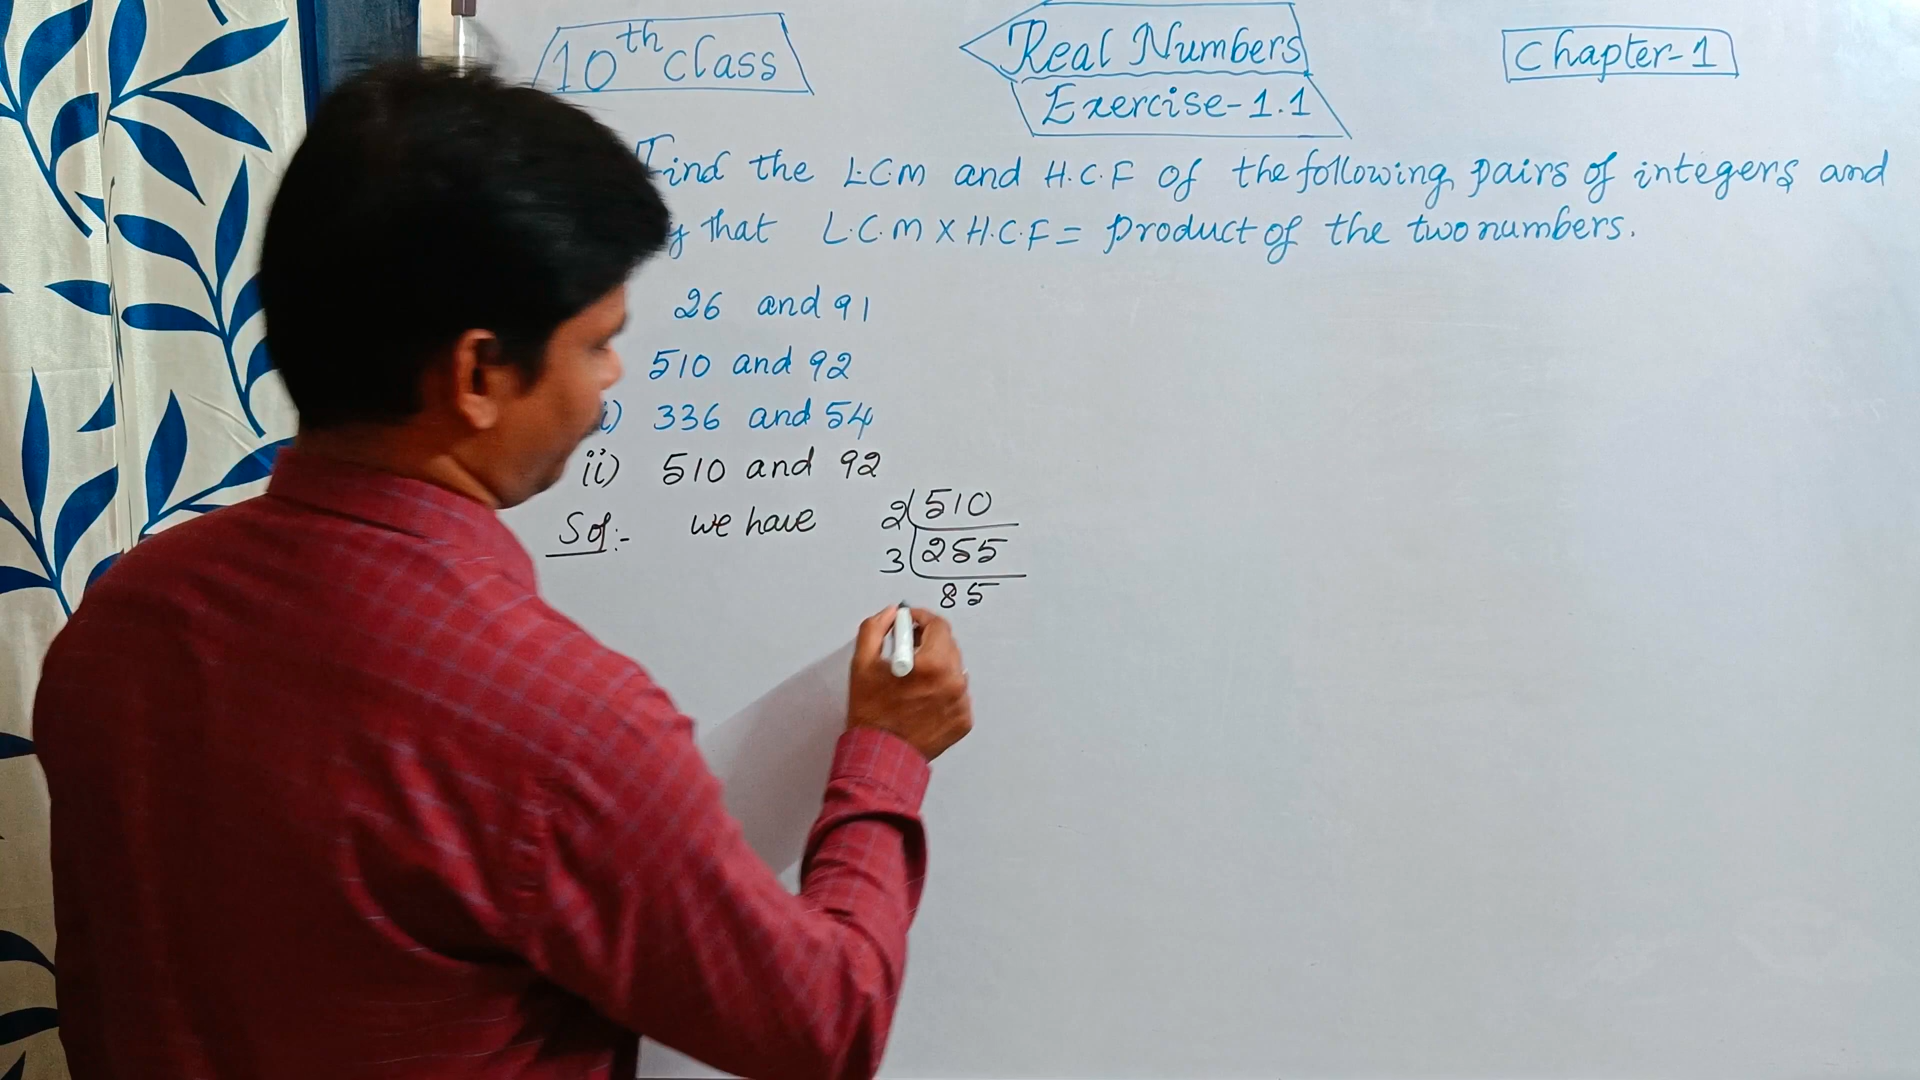 10th class
Real Numbers
Chapter-1
Exercise-1.1
Find the L.C.M and H.C.F of the following pairs of integers and
that L.C.M X H.C.F = product of the two numbers.
26 and 91
510 and 92
336 and 54
ii) 510 and 92
Sol:- we have 2 510
3 255
85